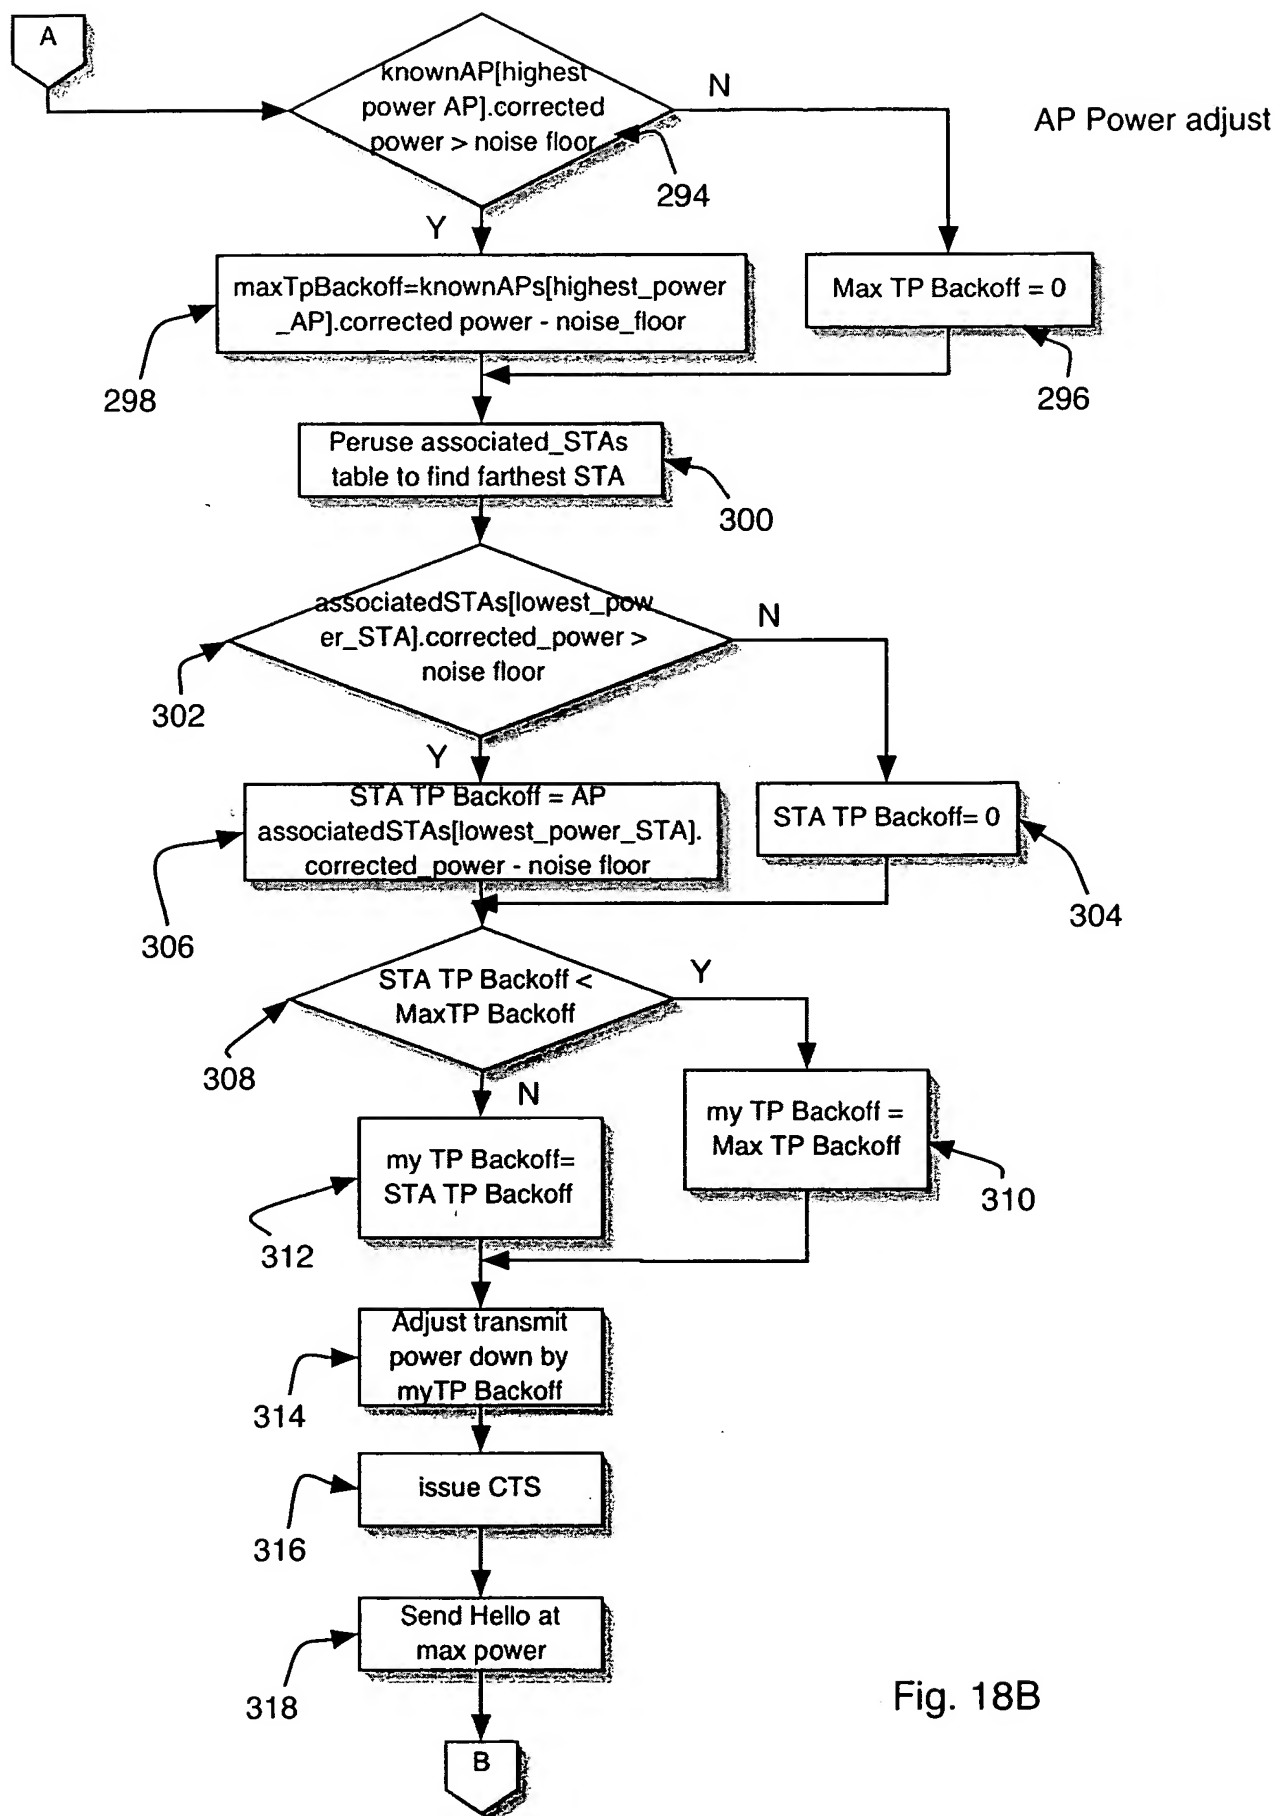 A
knownAP[highest
power AP].corrected
power > noise floor
N
AP Power adjust
294
Y
maxTpBackoff=knownAPs[highest_power
_AP].corrected power - noise_floor
Max TP Backoff = 0
298
296
Peruse associated_STAs
table to find farthest STA
300
associatedSTAs[lowest_pow
er_STA].corrected_power >
noise floor
N
302
Y
STA TP Backoff = AP
associatedSTAs[lowest_power_STA].
corrected_power - noise floor
STA TP Backoff= 0
306
304
STA TP Backoff <
MaxTP Backoff
Y
308
N
my TP Backoff =
Max TP Backoff
my TP Backoff=
STA TP Backoff
310
312
Adjust transmit
power down by
myTP Backoff
314
issue CTS
316
Send Hello at
max power
318
Fig. 18B
B